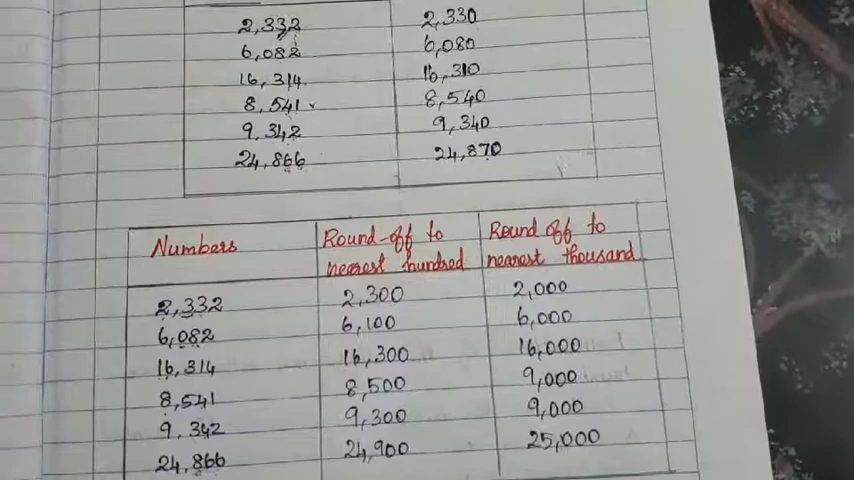 2,332 2,330
6,082 6,080
16,314 16,310
8,541 8,540
9,342 9,340
24,866 24,870
Numbers Round-off to nearest hundred Round off to nearest thousand
2,332 2,300 2,000
6,082 6,100 6,000
16,314 16,300 16,000
8,541 8,500 9,000
9,342 9,300 9,000
24,866 24,900 25,000